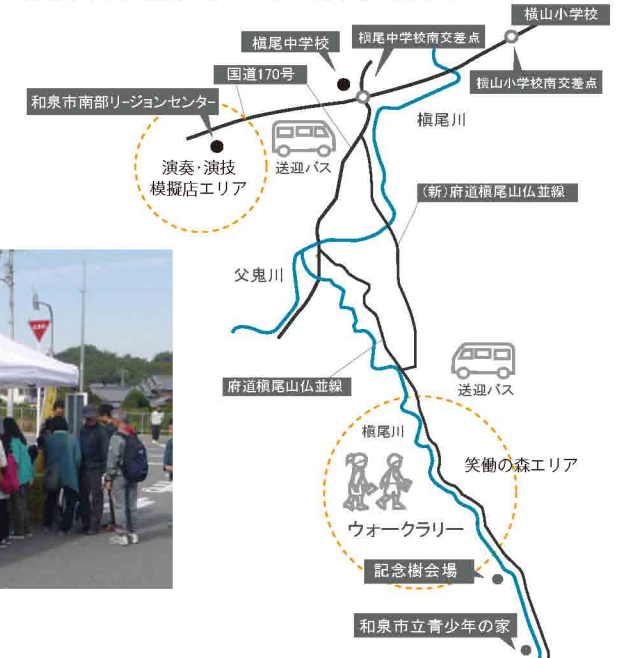 横山小学校
槇尾中学校南交差点
槇尾中学校
国道170号
横山小学校南交差点
和泉市南部リージョンセンター
槇尾川
演奏・演技
模擬店エリア
送迎バス
(新)府道槇尾山仏並線
父鬼川
送迎バス
府道槇尾山仏並線
槇尾川
笑働の森エリア
ウォークラリー
記念樹会場
和泉市立青少年の家